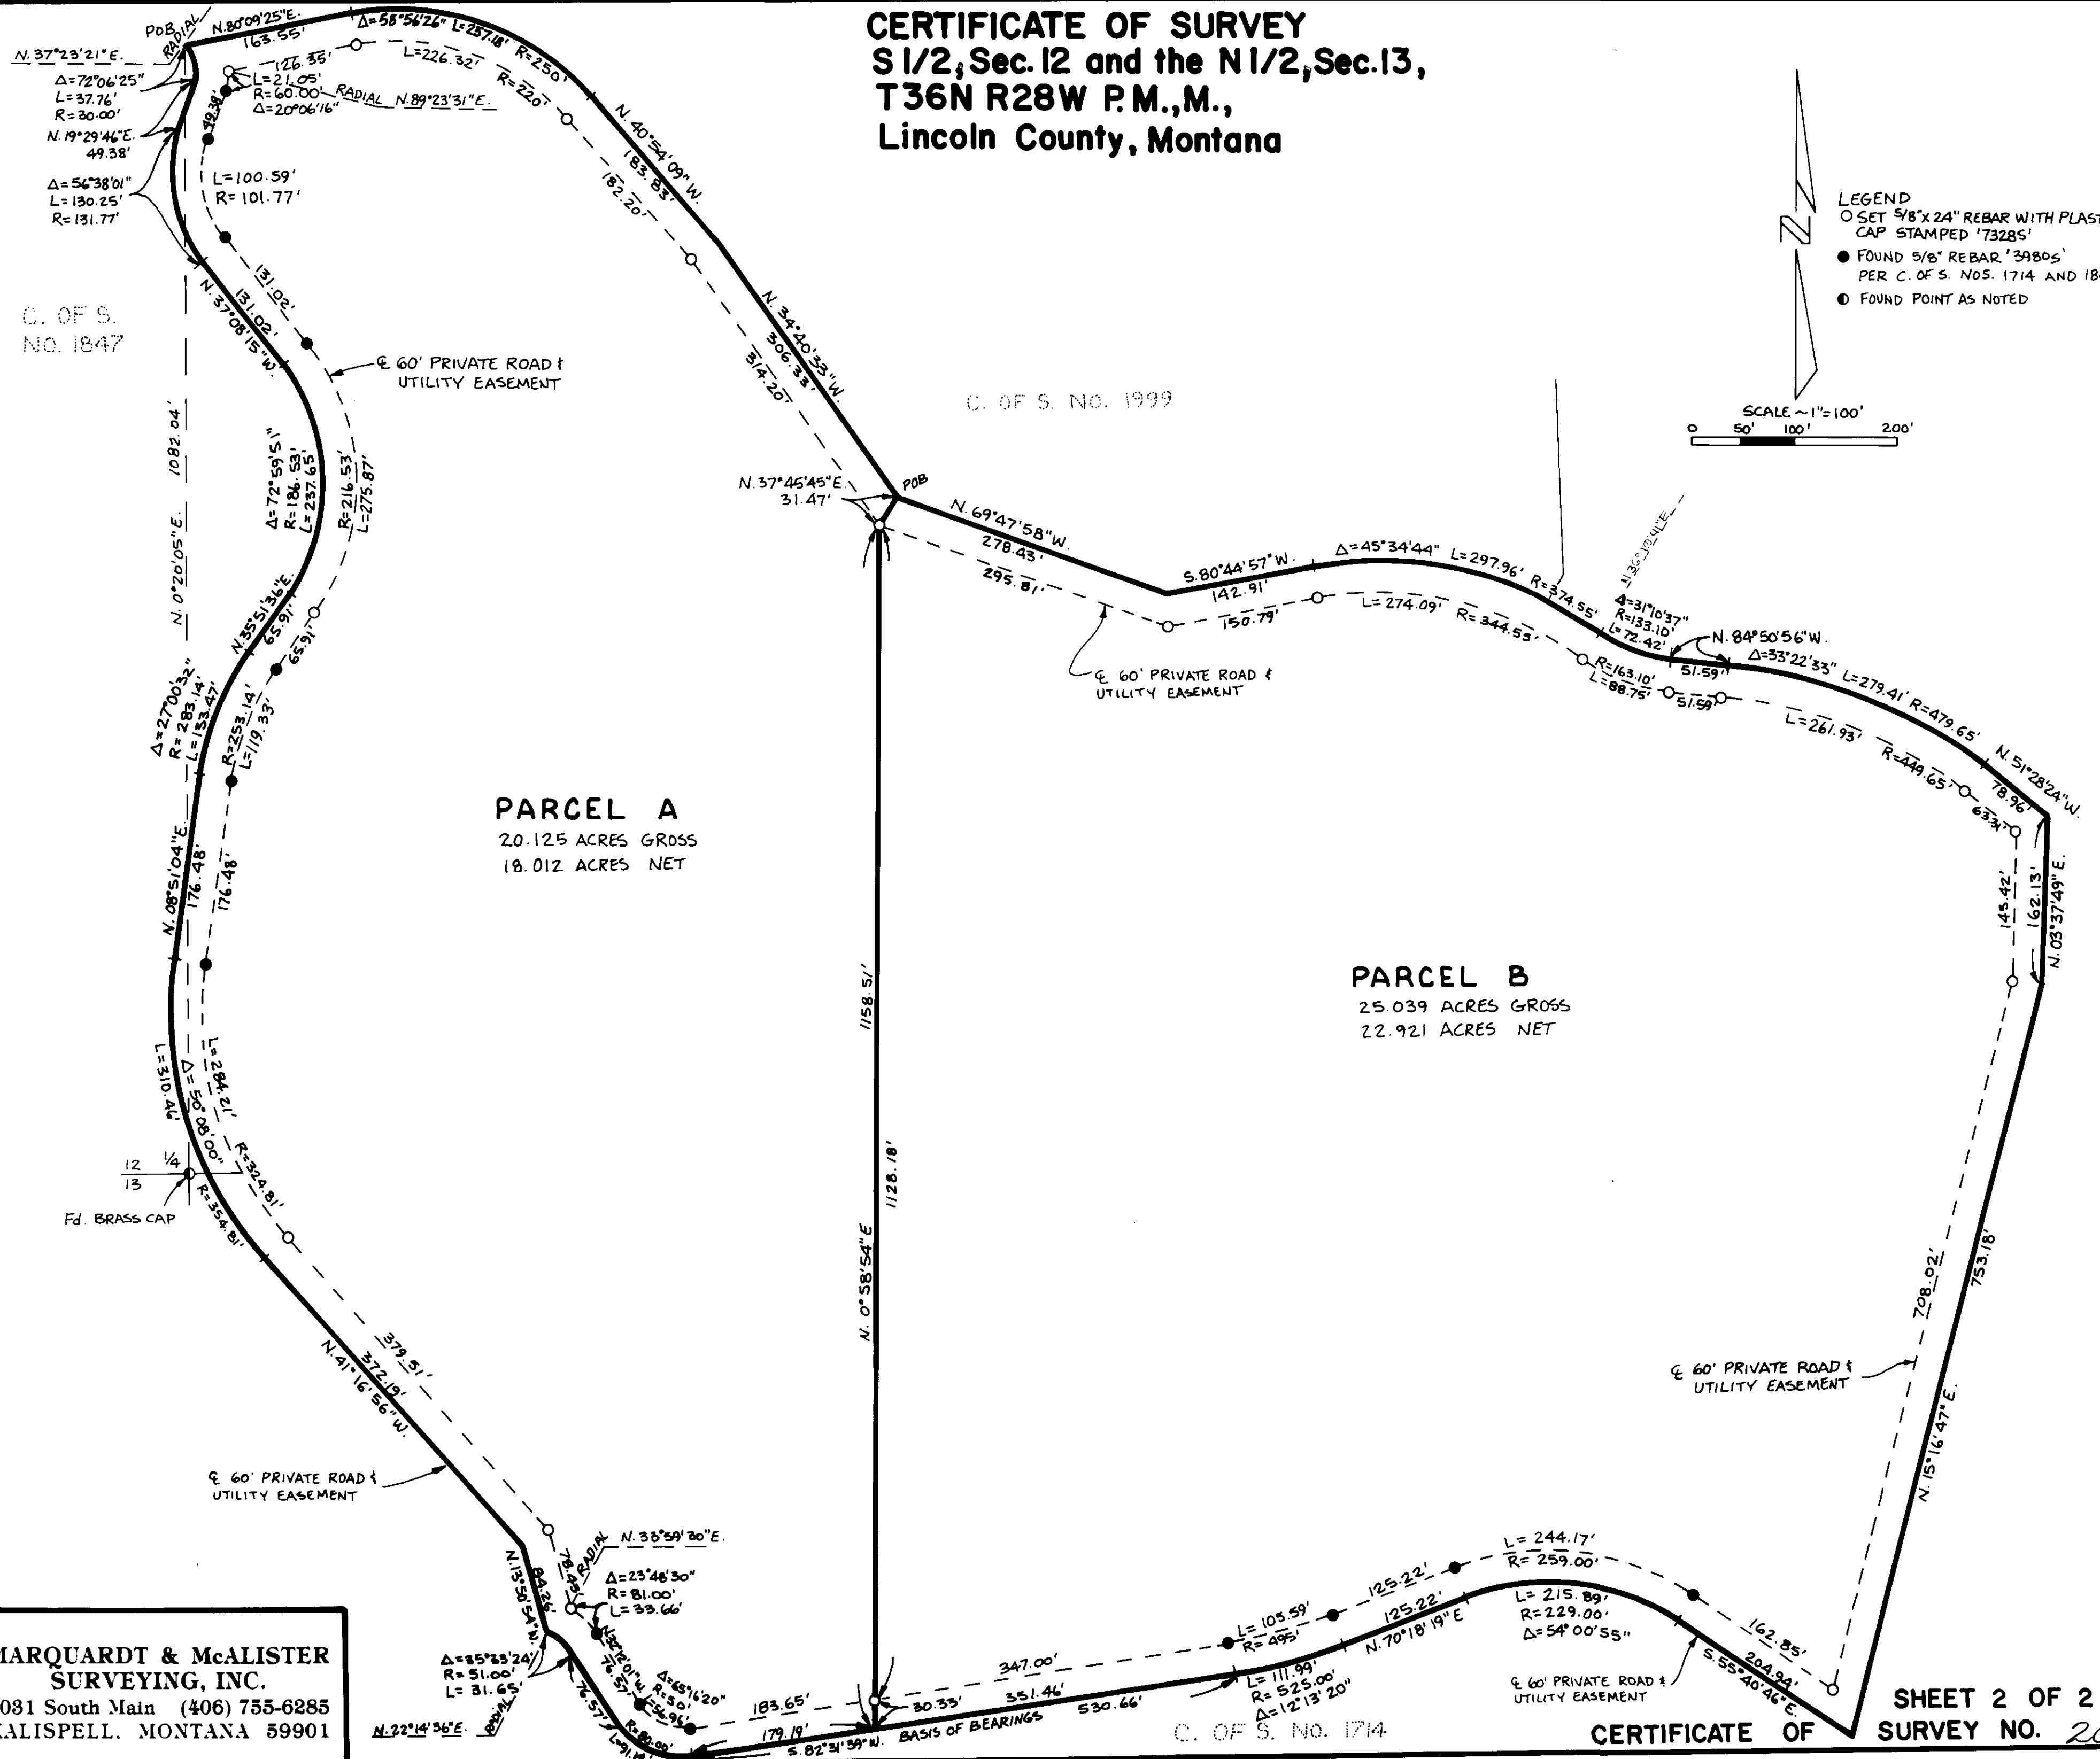 CERTIFICATE OF SURVEY
S 1/2, Sec. 12 and the N 1/2, Sec. 13,
T36N R28W P.M.,M.,
Lincoln County, Montana
LEGEND
○ SET 5/8"x 24" REBAR WITH
CAP STAMPED '7328S'
● FOUND 5/8" REBAR '3980S'
PER C. OF S. NOS. 1714 AND
◐ FOUND POINT AS NOTED
N
SCALE ~ 1"=100'
0 50' 100' 200'
POB
RADIAL
N. 37°23'21"E.
N. 80°09'25"E.
163.55'
Δ=58°56'26" L=257.18' R=250'
126.35'
L=226.32' R=220'
Δ=72°06'25"
L=37.76'
R=30.00'
L=21.05'
R=60.00'
Δ=20°06'16"
RADIAL N.89°23'31"E.
N. 19°29'46"E.
49.38'
49.38'
Δ=56°38'01"
L=130.25'
R=131.77'
L=100.59'
R=101.77'
N. 40°54'09" W.
183.83'
182.20'
C. OF S.
NO. 1847
131.02'
131.02'
N. 37°08'15"W.
℄ 60' PRIVATE ROAD &
UTILITY EASEMENT
N. 34°40'33"W.
306.33'
314.20'
C. OF S. NO. 1999
N. 0°20'05"E. 1082.04'
Δ=72°59'51"
R=186.53'
L=237.65'
R=216.53'
L=275.87'
N. 37°45'45"E.
31.47'
POB
N. 69°47'58"W.
278.43'
295.81'
S. 80°44'57"W.
142.91'
150.79'
Δ=45°34'44" L=297.96' R=374.55'
L=274.09' R=344.55'
Δ=31°10'37"
R=133.10'
L=72.42'
R=163.10'
L=88.75'
N. 84°50'56"W.
51.59'
51.59'
Δ=33°22'33" L=279.41' R=479.65'
L=261.93' R=449.65'
N. 51°28'24"W.
78.96'
63.31'
℄ 60' PRIVATE ROAD &
UTILITY EASEMENT
N. 35°51'36"E.
65.91'
65.91'
Δ=27°00'32"
R=283.14'
L=133.47'
R=253.14'
L=119.33'
PARCEL A
20.125 ACRES GROSS
18.012 ACRES NET
N. 08°51'04"E.
176.48'
176.48'
162.13'
N. 03°37'49"E.
PARCEL B
25.039 ACRES GROSS
22.921 ACRES NET
1158.51'
1128.18'
N. 0°58'54"E
L=310.46'
Δ=50°08'00"
R=354.81'
L=284.21'
R=324.81'
12 1/4
13
Fd. BRASS CAP
379.51'
372.19'
N. 41°16'56"W.
℄ 60' PRIVATE ROAD &
UTILITY EASEMENT
708.02'
753.18'
N. 15°16'47"E.
℄ 60' PRIVATE ROAD &
UTILITY EASEMENT
N. 13°50'54"W.
84.26'
78.43'
RADIAL
N. 33°59'30"E.
Δ=23°48'30"
R=81.00'
L=33.66'
R=51.00'
L=31.65'
RADIAL
N. 22°14'36"E.
76.57'
76.57'
Δ=65°16'20"
R=50'
L=56.96'
R=80.00'
183.65'
179.19'
30.33'
347.00'
351.46'
530.66'
S. 82°31'39"W. BASIS OF BEARINGS
L=105.59'
R=495'
L=111.99'
R=525.00'
Δ=12°13'20"
125.22'
125.22'
N. 70°18'19"E
L=244.17'
R=259.00'
L=215.89'
R=229.00'
Δ=54°00'55"
162.85'
204.94'
S. 55°40'46"E.
℄ 60' PRIVATE ROAD &
UTILITY EASEMENT
C. OF S. NO. 1714
MARQUARDT & McALISTER
SURVEYING, INC.
031 South Main (406) 755-6285
KALISPELL, MONTANA 59901
SHEET 2 OF 2
CERTIFICATE OF SURVEY NO.